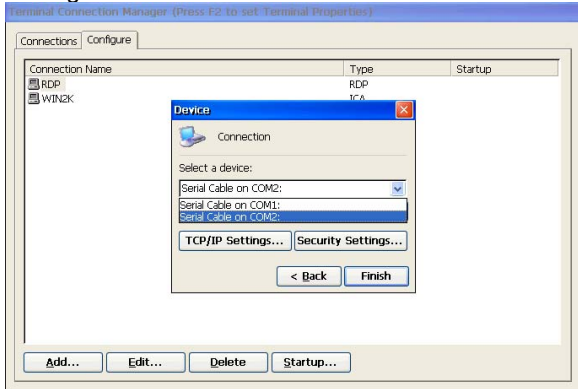 Terminal Connection Manager (Press F2 to set Terminal Properties)
Connections Configure
Connection Name Type Startup
RDP RDP
WIN2K ICA
Device
Connection
Select a device:
Serial Cable on COM2:
Serial Cable on COM1:
Serial Cable on COM2:
TCP/IP Settings... Security Settings...
< Back Finish
Add... Edit... Delete Startup...